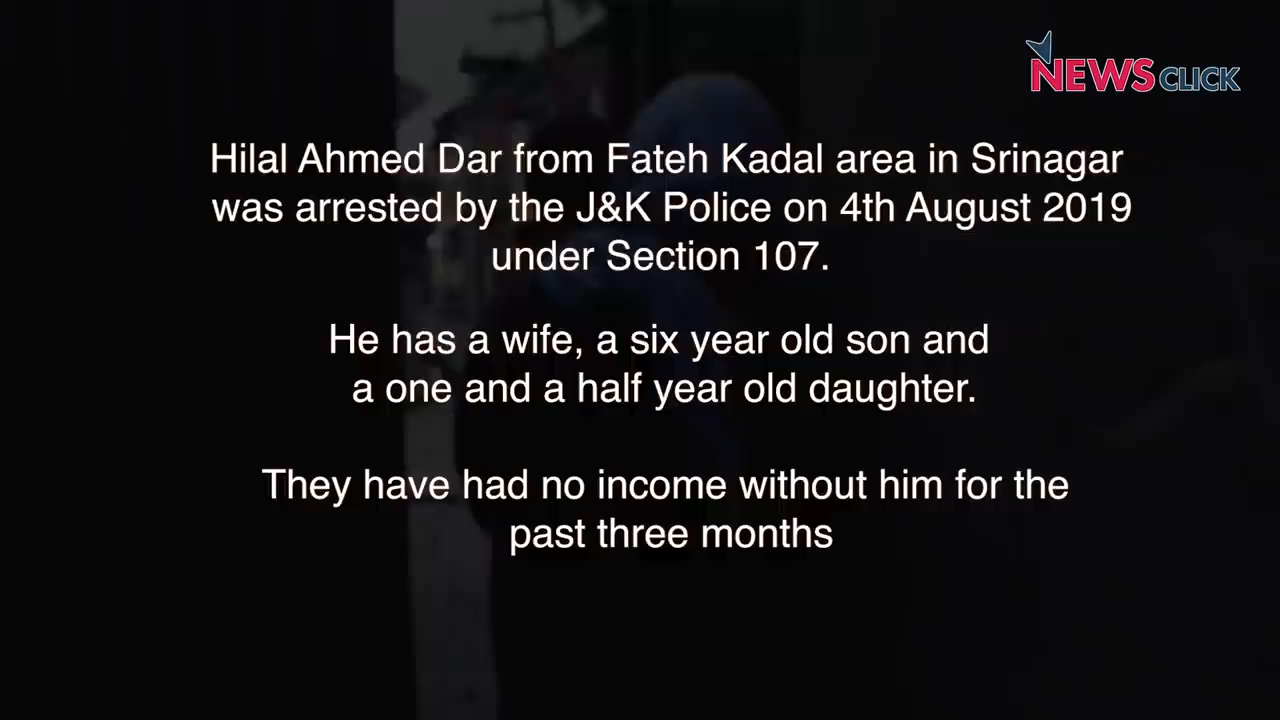 NEWSCLICK
Hilal Ahmed Dar from Fateh Kadal area in Srinagar
was arrested by the J&K Police on 4th August 2019
under Section 107.
He has a wife, a six year old son and
a one and a half year old daughter.
They have had no income without him for the
past three months